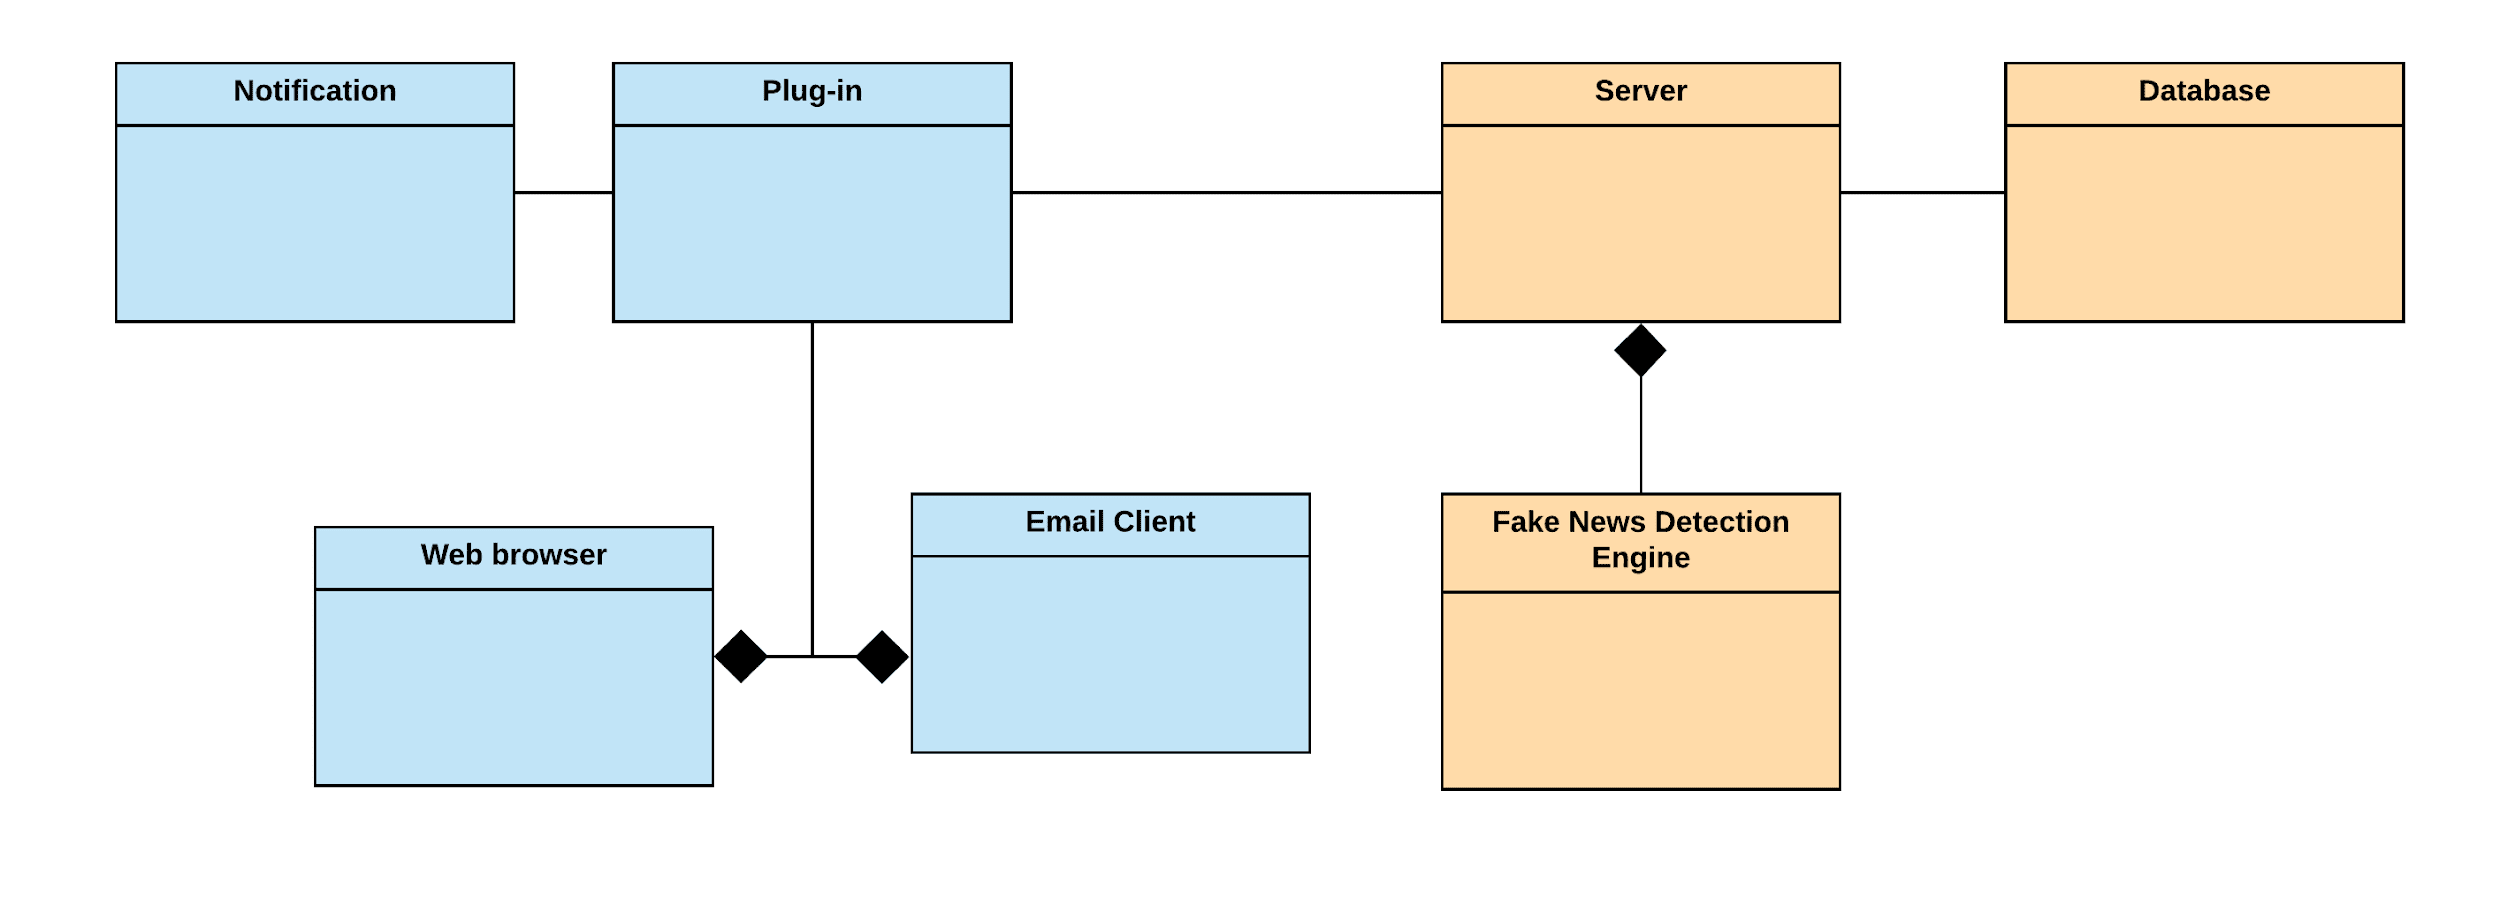 Notification
Plug-in
Server
Database
Web browser
Email Client
Fake News Detection
Engine